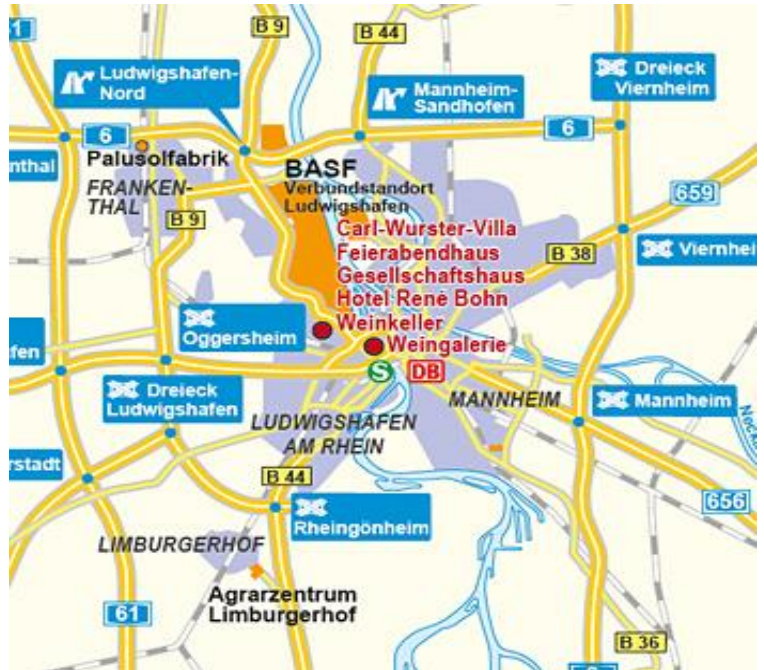 61
B 9
B 44
Ludwigshafen-
Nord
Mannheim-
Sandhofen
Dreieck
Viernheim
6
6
Palusolfabrik
BASF
Verbundstandort
Ludwigshafen
nthal
FRANKEN-
THAL
659
B 9
Carl-Wurster-Villa
Feierabendhaus
Gesellschaftshaus
Hotel René Bohn
Weinkeller
Weingalerie
B 38
Viernhei
Oggersheim
fen
S
DB
Dreieck
Ludwigshafen
MANNHEIM
Mannheim
Neck
LUDWIGSHAFEN
AM RHEIN
rstadt
B 44
656
Rheingönheim
LIMBURGERHOF
Agrarzentrum
Limburgerhof
61
B 36